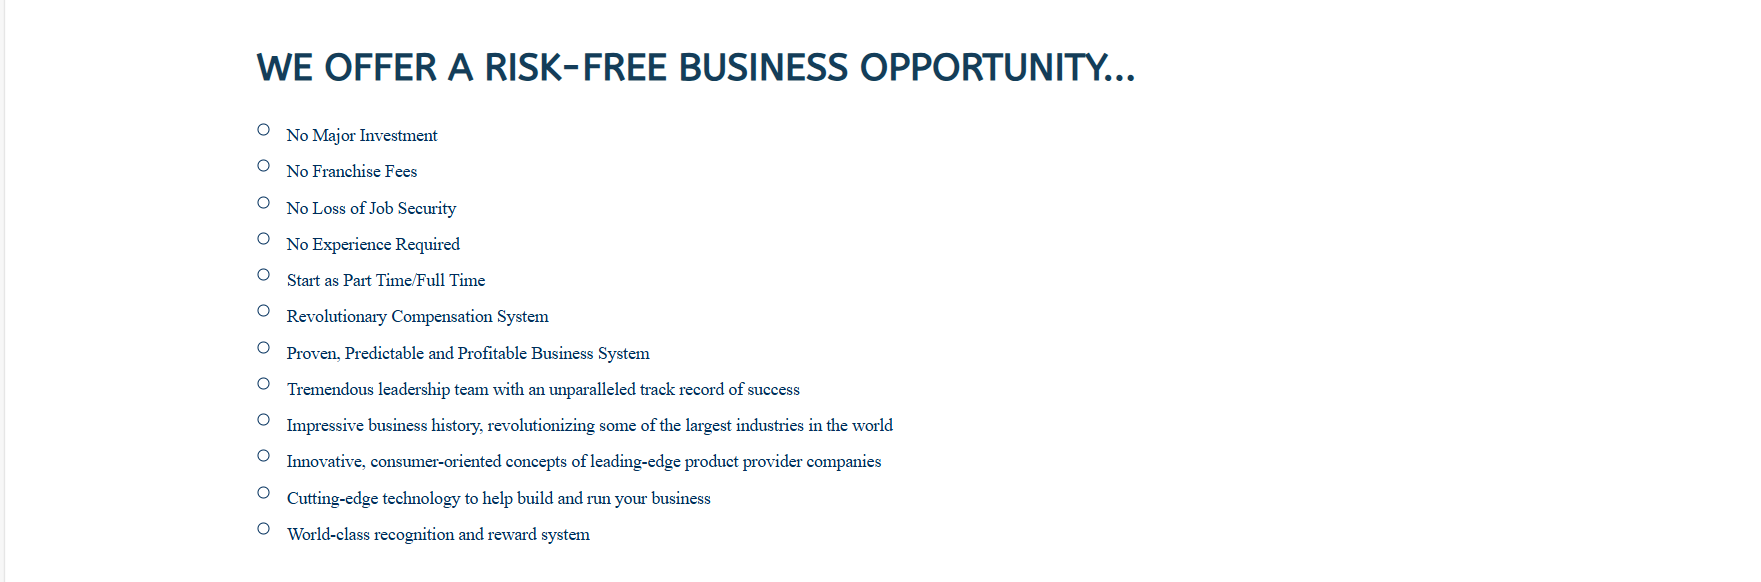 WE OFFER A RISK-FREE BUSINESS OPPORTUNITY...
No Major Investment
No Franchise Fees
No Loss of Job Security
No Experience Required
Start as Part Time/Full Time
Revolutionary Compensation System
Proven, Predictable and Profitable Business System
Tremendous leadership team with an unparalleled track record of success
Impressive business history, revolutionizing some of the largest industries in the world
Innovative, consumer-oriented concepts of leading-edge product provider companies
Cutting-edge technology to help build and run your business
World-class recognition and reward system